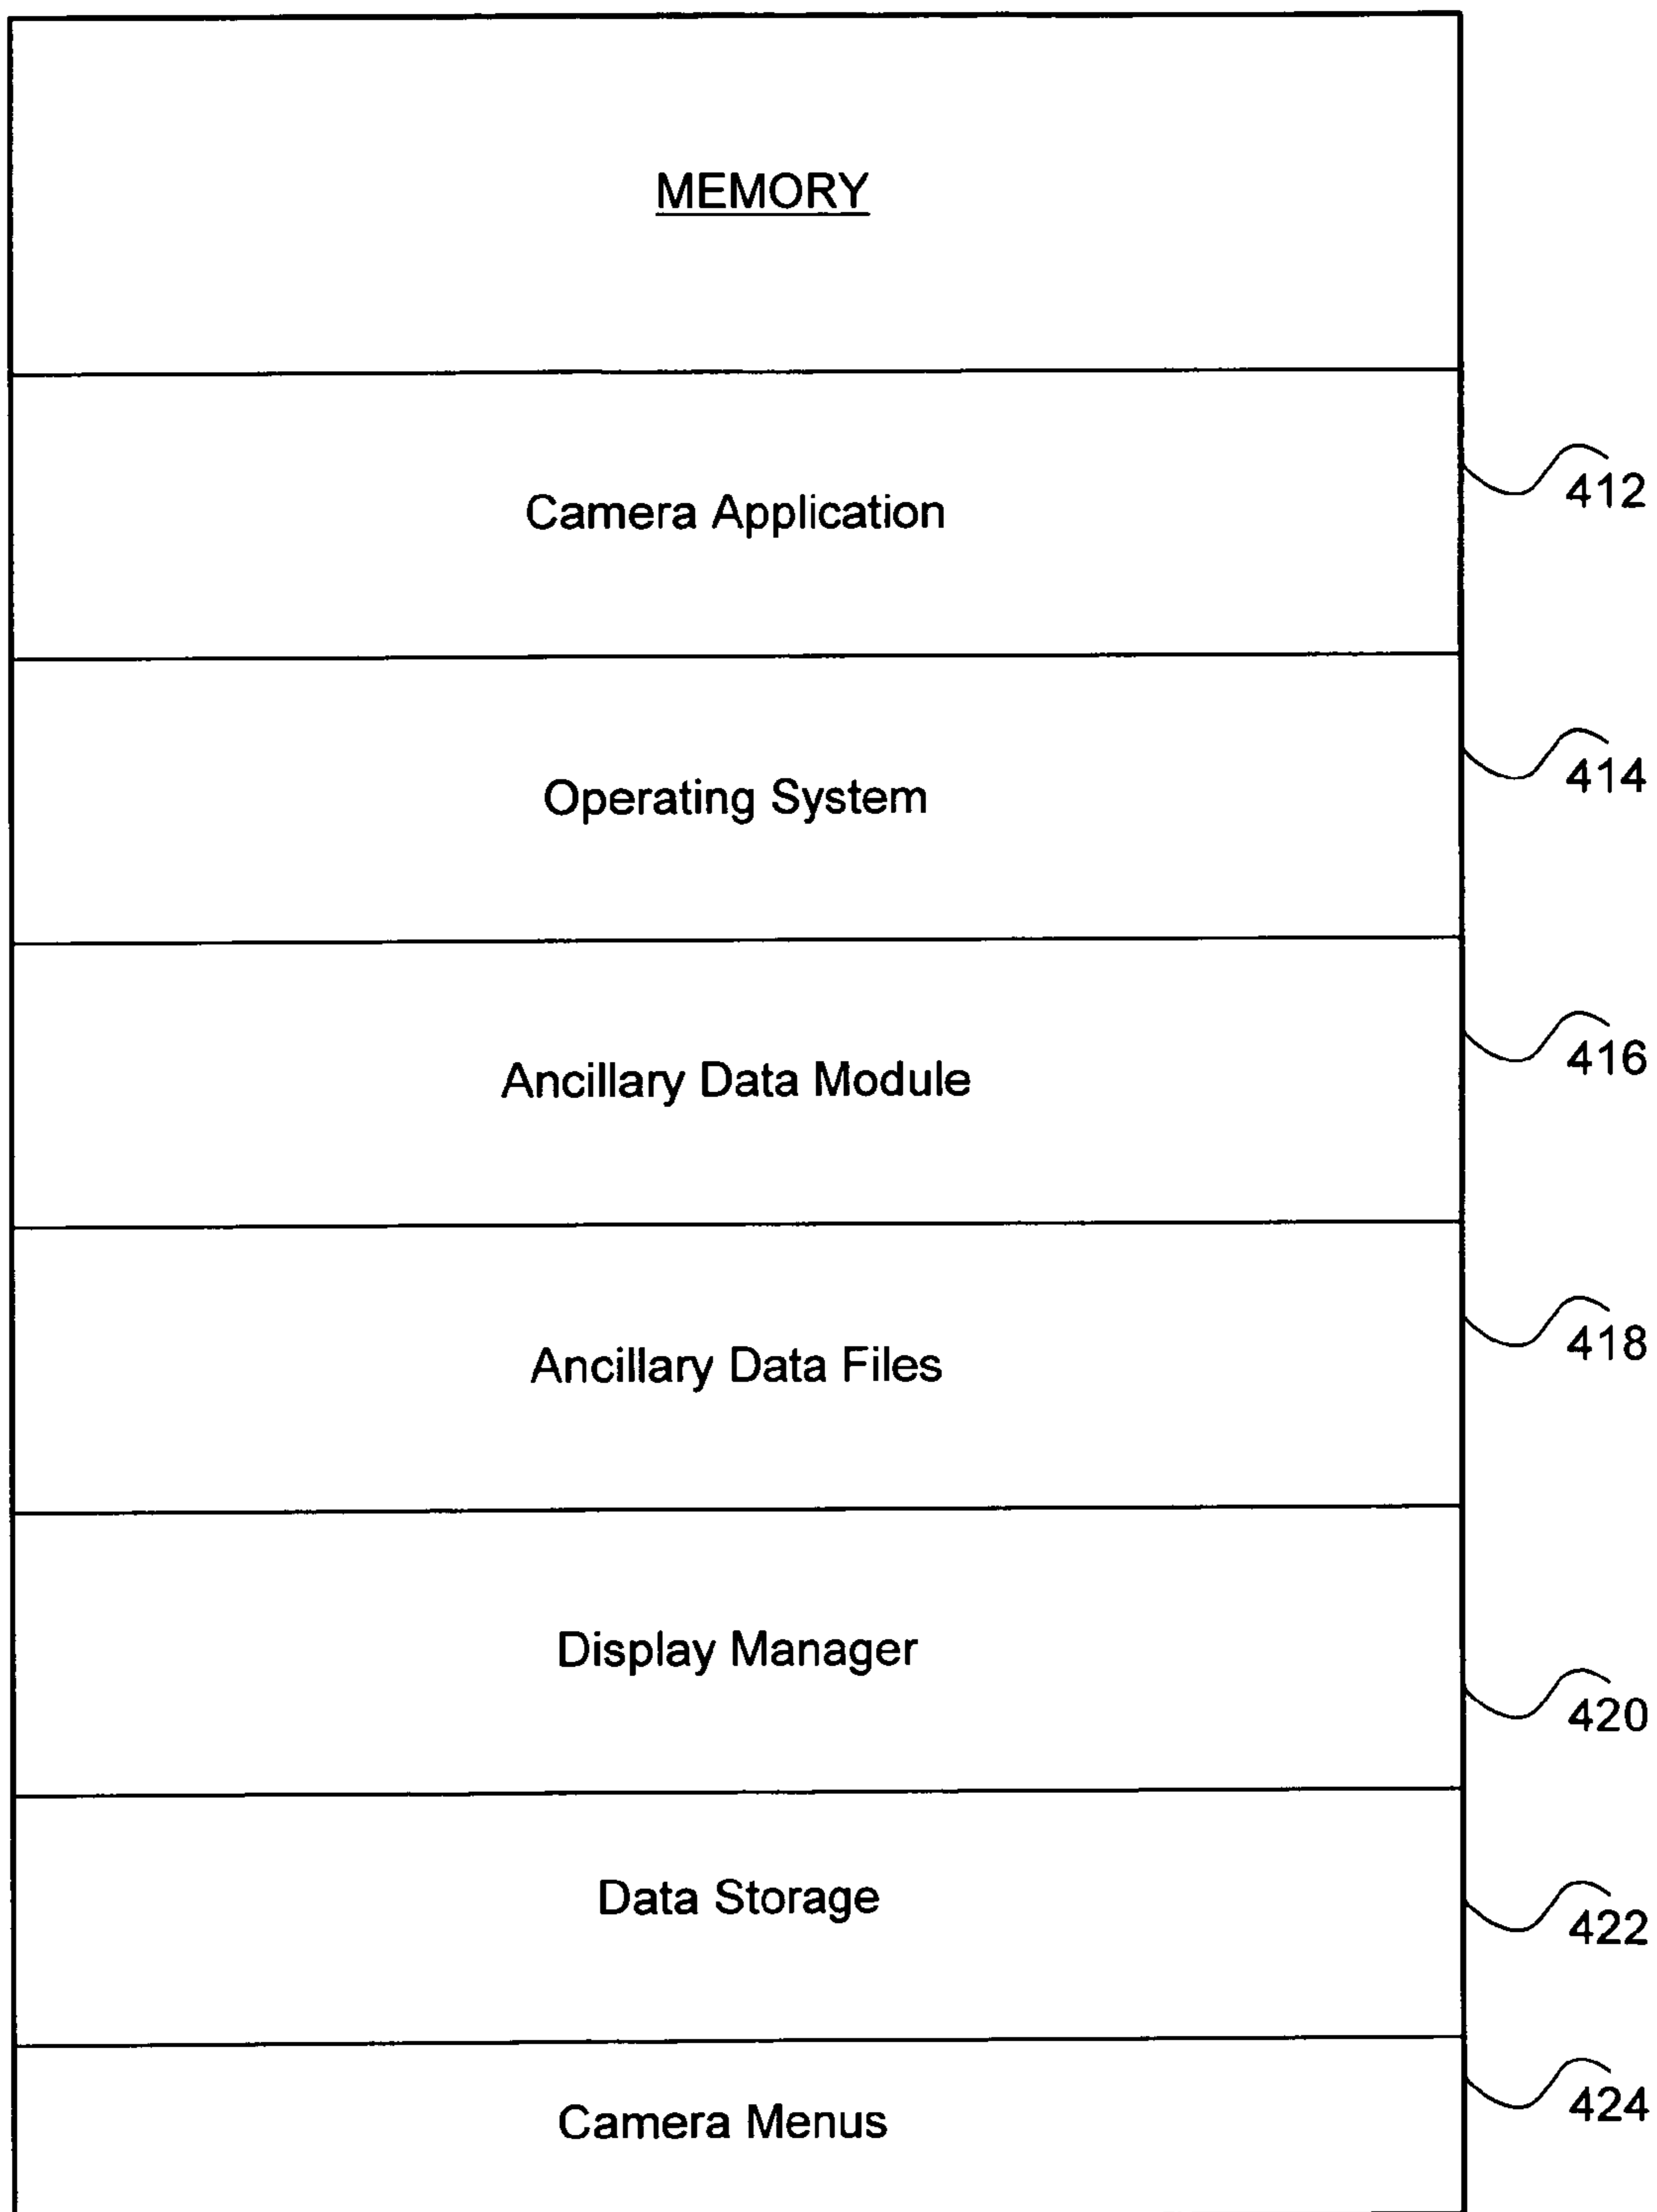 MEMORY
Camera Application
412
Operating System
414
Ancillary Data Module
416
Ancillary Data Files
418
Display Manager
420
Data Storage
422
Camera Menus
424